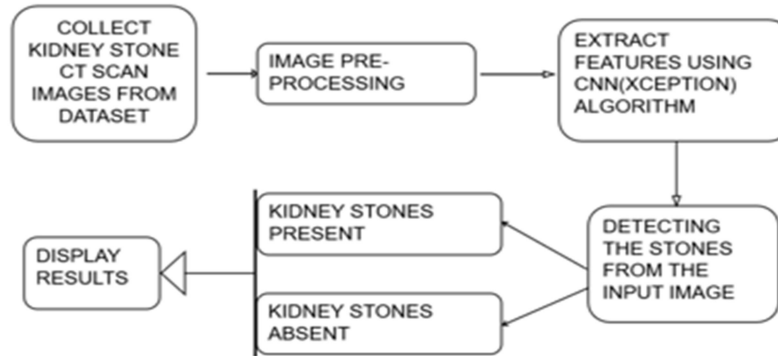 COLLECT
KIDNEY STONE
CT SCAN
IMAGES FROM
DATASET
IMAGE PRE-
PROCESSING
EXTRACT
FEATURES USING
CNN(XCEPTION)
ALGORITHM
DETECTING
THE STONES
FROM THE
INPUT IMAGE
KIDNEY STONES
PRESENT
KIDNEY STONES
ABSENT
DISPLAY
RESULTS